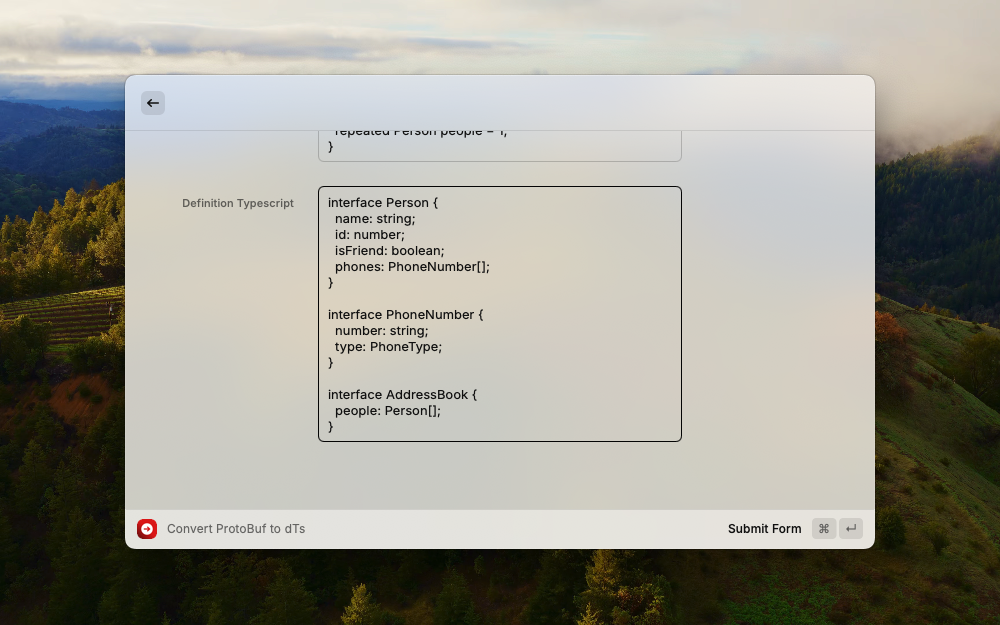 repeated Person people = 1;
}
Definition Typescript
interface Person {
  name: string;
  id: number;
  isFriend: boolean;
  phones: PhoneNumber[];
}
interface PhoneNumber {
  number: string;
  type: PhoneType;
}
interface AddressBook {
  people: Person[];
}
Convert ProtoBuf to dTs
Submit Form ⌘ ↵